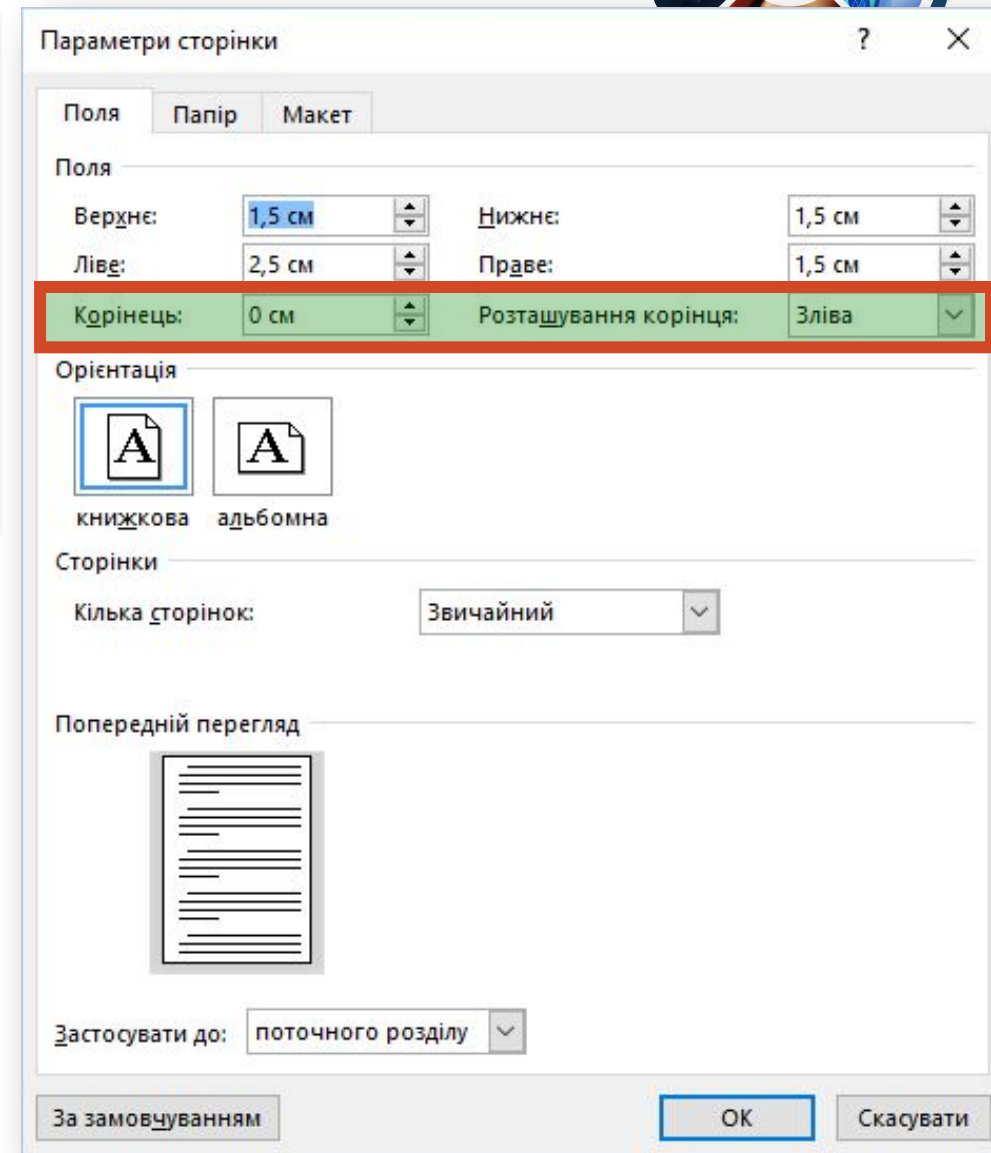 Параметри сторінки ?
Поля Папір Макет
Поля
Верхнє: 1,5 см Нижнє: 1,5 см
Ліве: 2,5 см Праве: 1,5 см
Корінець: 0 см Розташування корінця: Зліва
Орієнтація
A A
книжкова альбомна
Сторінки
Кілька сторінок: Звичайний
Попередній перегляд
Застосувати до: поточного розділу
За замовчуванням ОК Скасувати